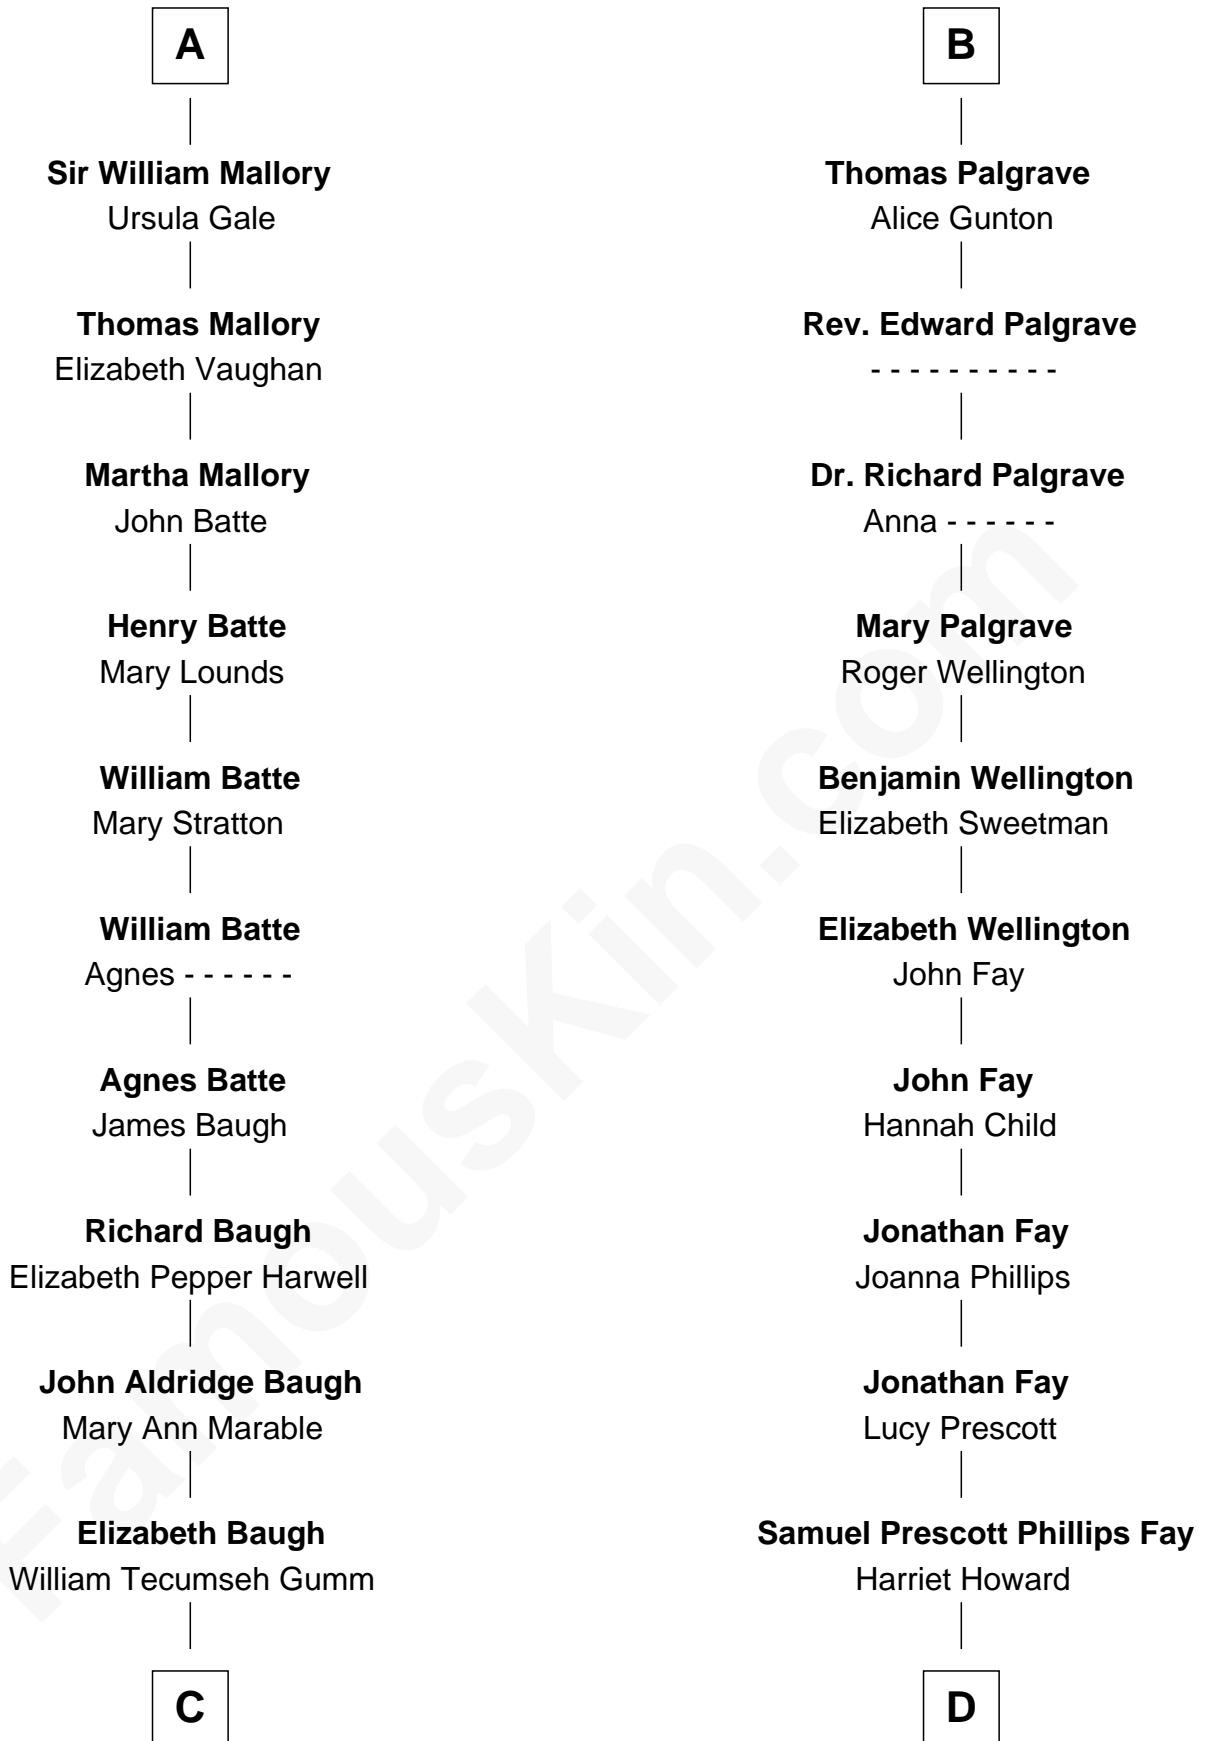 A
Sir William Mallory
Ursula Gale
Thomas Mallory
Elizabeth Vaughan
Martha Mallory
John Batte
Henry Batte
Mary Lounds
William Batte
Mary Stratton
William Batte
Agnes - - - - - -
Agnes Batte
James Baugh
Richard Baugh
Elizabeth Pepper Harwell
John Aldridge Baugh
Mary Ann Marable
Elizabeth Baugh
William Tecumseh Gumm
C
B
Thomas Palgrave
Alice Gunton
Rev. Edward Palgrave
- - - - - - - - - -
Dr. Richard Palgrave
Anna - - - - - -
Mary Palgrave
Roger Wellington
Benjamin Wellington
Elizabeth Sweetman
Elizabeth Wellington
John Fay
John Fay
Hannah Child
Jonathan Fay
Joanna Phillips
Jonathan Fay
Lucy Prescott
Samuel Prescott Phillips Fay
Harriet Howard
D
FamousKin.com